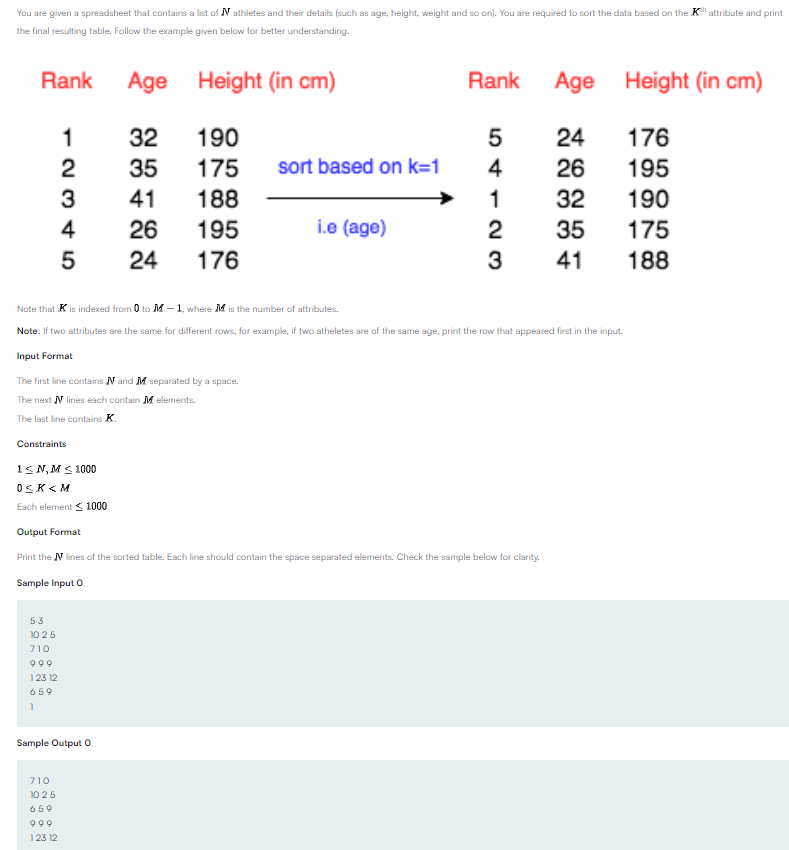 You are given a spreadsheet that contains a list of N athletes and their details (such as age, height, weight and so on). You are required to sort the data based on the Kth attribute and print
the final resulting table. Follow the example given below for better understanding.
Rank Age Height (in cm) Rank Age Height (in cm)
1 32 190 5 24 176
2 35 175 sort based on k=1 4 26 195
3 41 188 1 32 190
4 26 195 i.e (age) 2 35 175
5 24 176 3 41 188
Note that K is indexed from 0 to M − 1, where M is the number of attributes.
Note: If two attributes are the same for different rows, for example, if two atheletes are of the same age, print the row that appeared first in the input.
Input Format
The first line contains N and M separated by a space.
The next N lines each contain M elements.
The last line contains K.
Constraints
1 ≤ N, M ≤ 1000
0 ≤ K < M
Each element ≤ 1000
Output Format
Print the N lines of the sorted table. Each line should contain the space separated elements. Check the sample below for clarity.
Sample Input 0
5 3
10 2 5
7 1 0
9 9 9
1 23 12
6 5 9
1
Sample Output 0
7 1 0
10 2 5
6 5 9
9 9 9
1 23 12